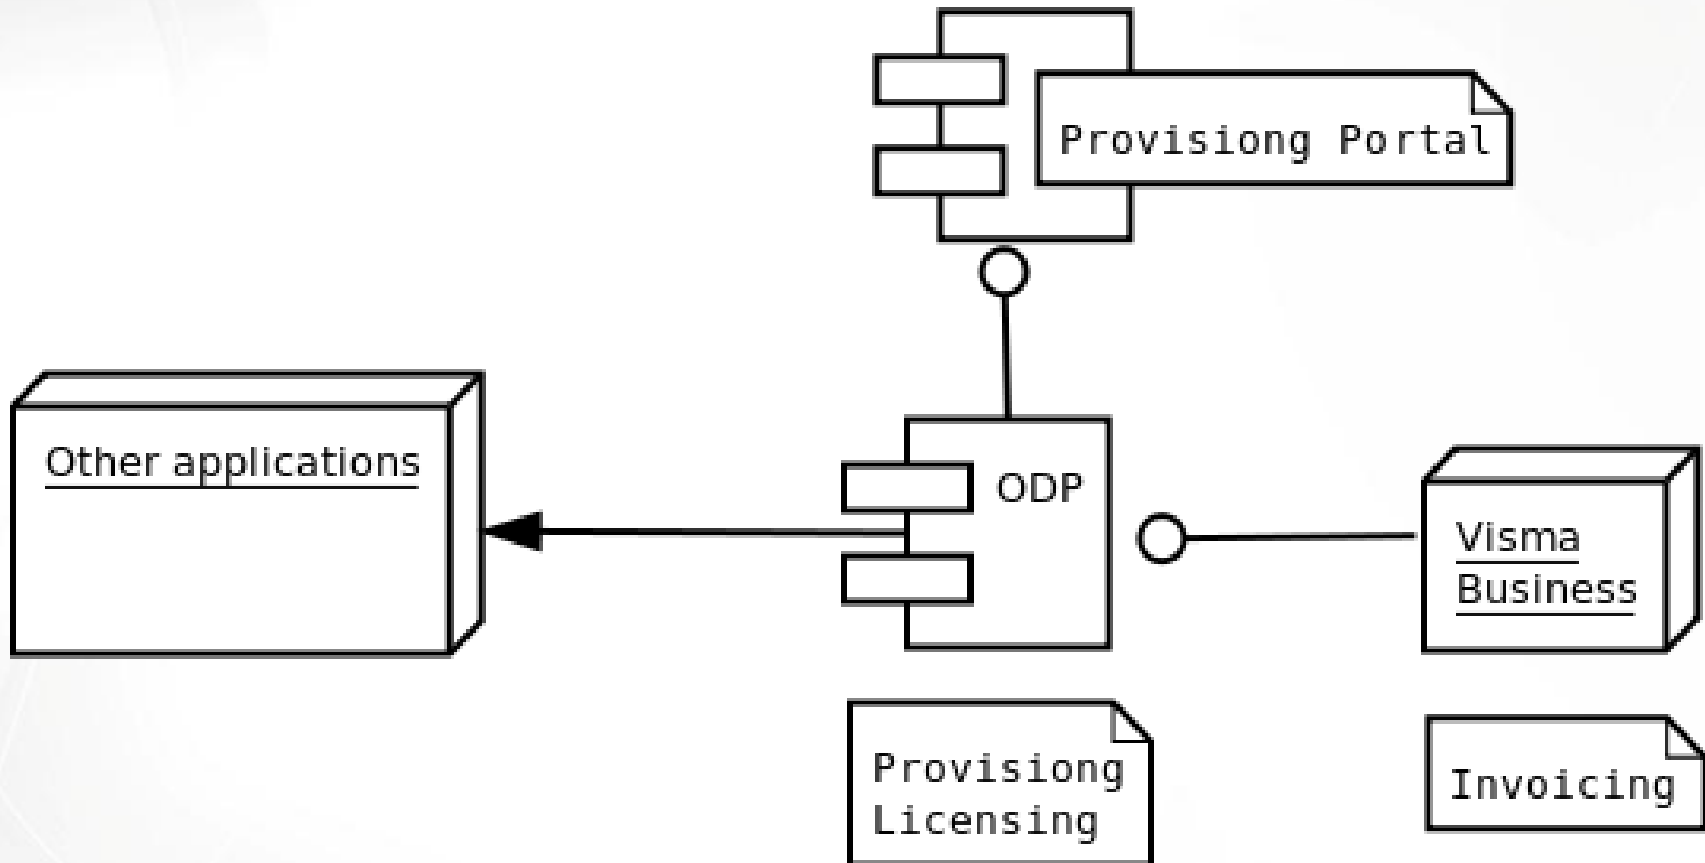 Provisiong Portal
Other applications
ODP
Visma
Business
Provisiong
Licensing
Invoicing